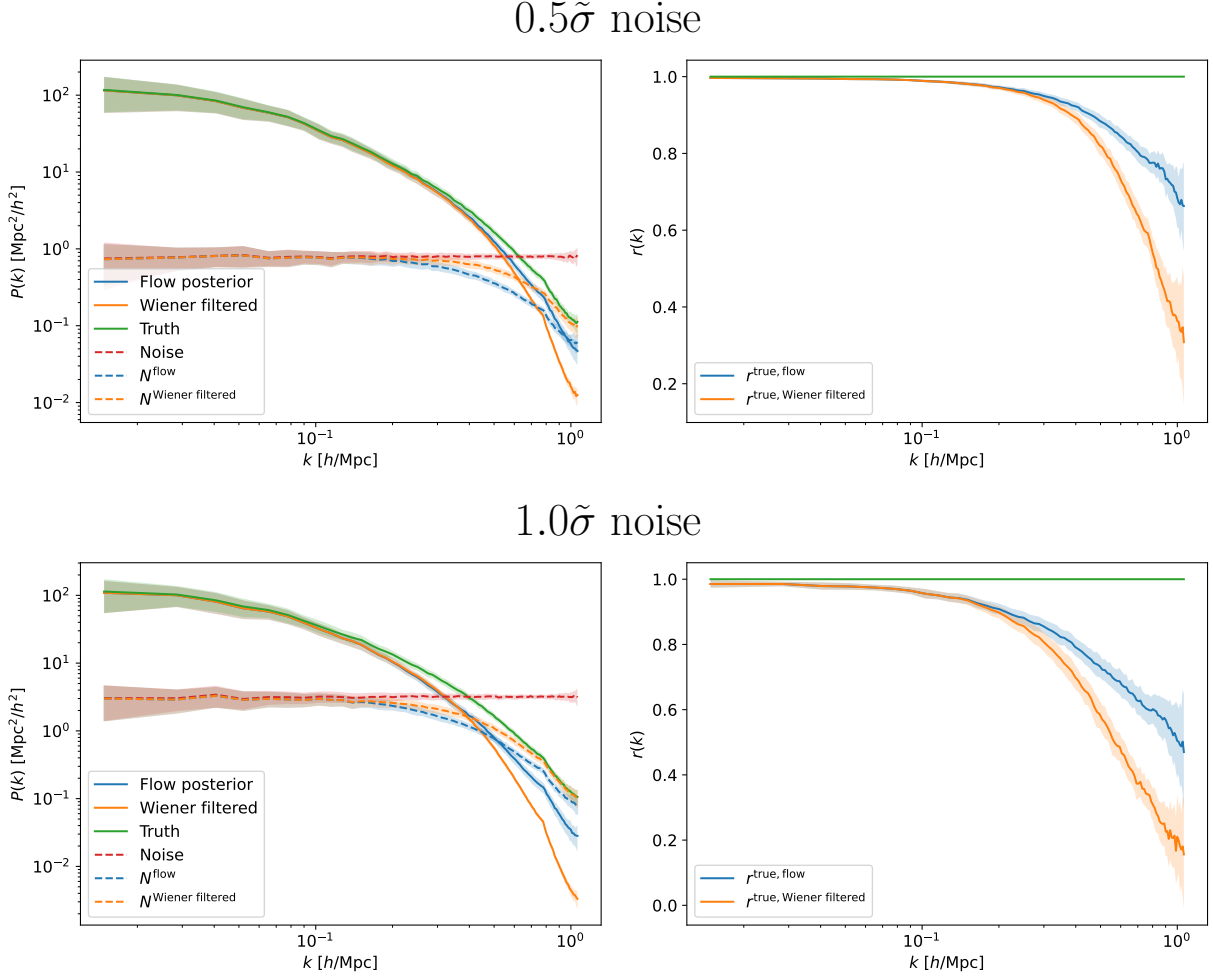 0.5σ̃ noise
P(k) [Mpc²/h²]
10²
10¹
10⁰
10⁻¹
10⁻²
Flow posterior
Wiener filtered
Truth
Noise
N^flow
N^Wiener filtered
10⁻¹
10⁰
k [h/Mpc]
r(k)
1.0
0.8
0.6
0.4
0.2
r^true, flow
r^true, Wiener filtered
10⁻¹
10⁰
k [h/Mpc]
1.0σ̃ noise
P(k) [Mpc²/h²]
10²
10¹
10⁰
10⁻¹
10⁻²
Flow posterior
Wiener filtered
Truth
Noise
N^flow
N^Wiener filtered
10⁻¹
10⁰
k [h/Mpc]
r(k)
1.0
0.8
0.6
0.4
0.2
0.0
r^true, flow
r^true, Wiener filtered
10⁻¹
10⁰
k [h/Mpc]